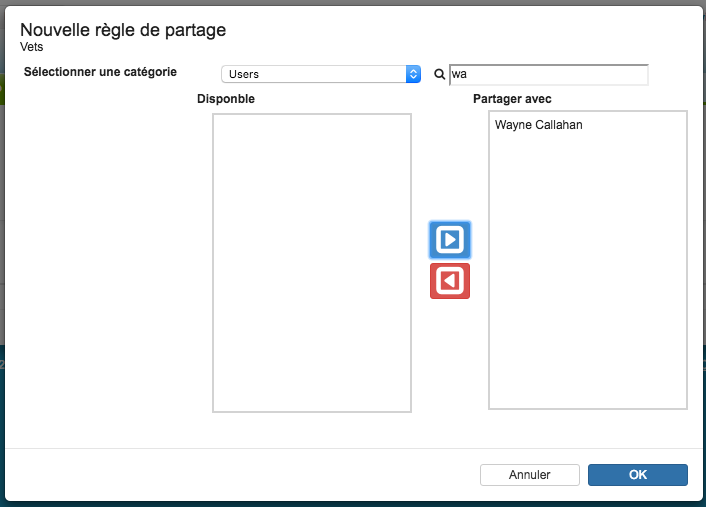 Nouvelle règle de partage
Vets
Sélectionner une catégorie
Users
wa
Disponble
Partager avec
Wayne Callahan
Annuler
OK